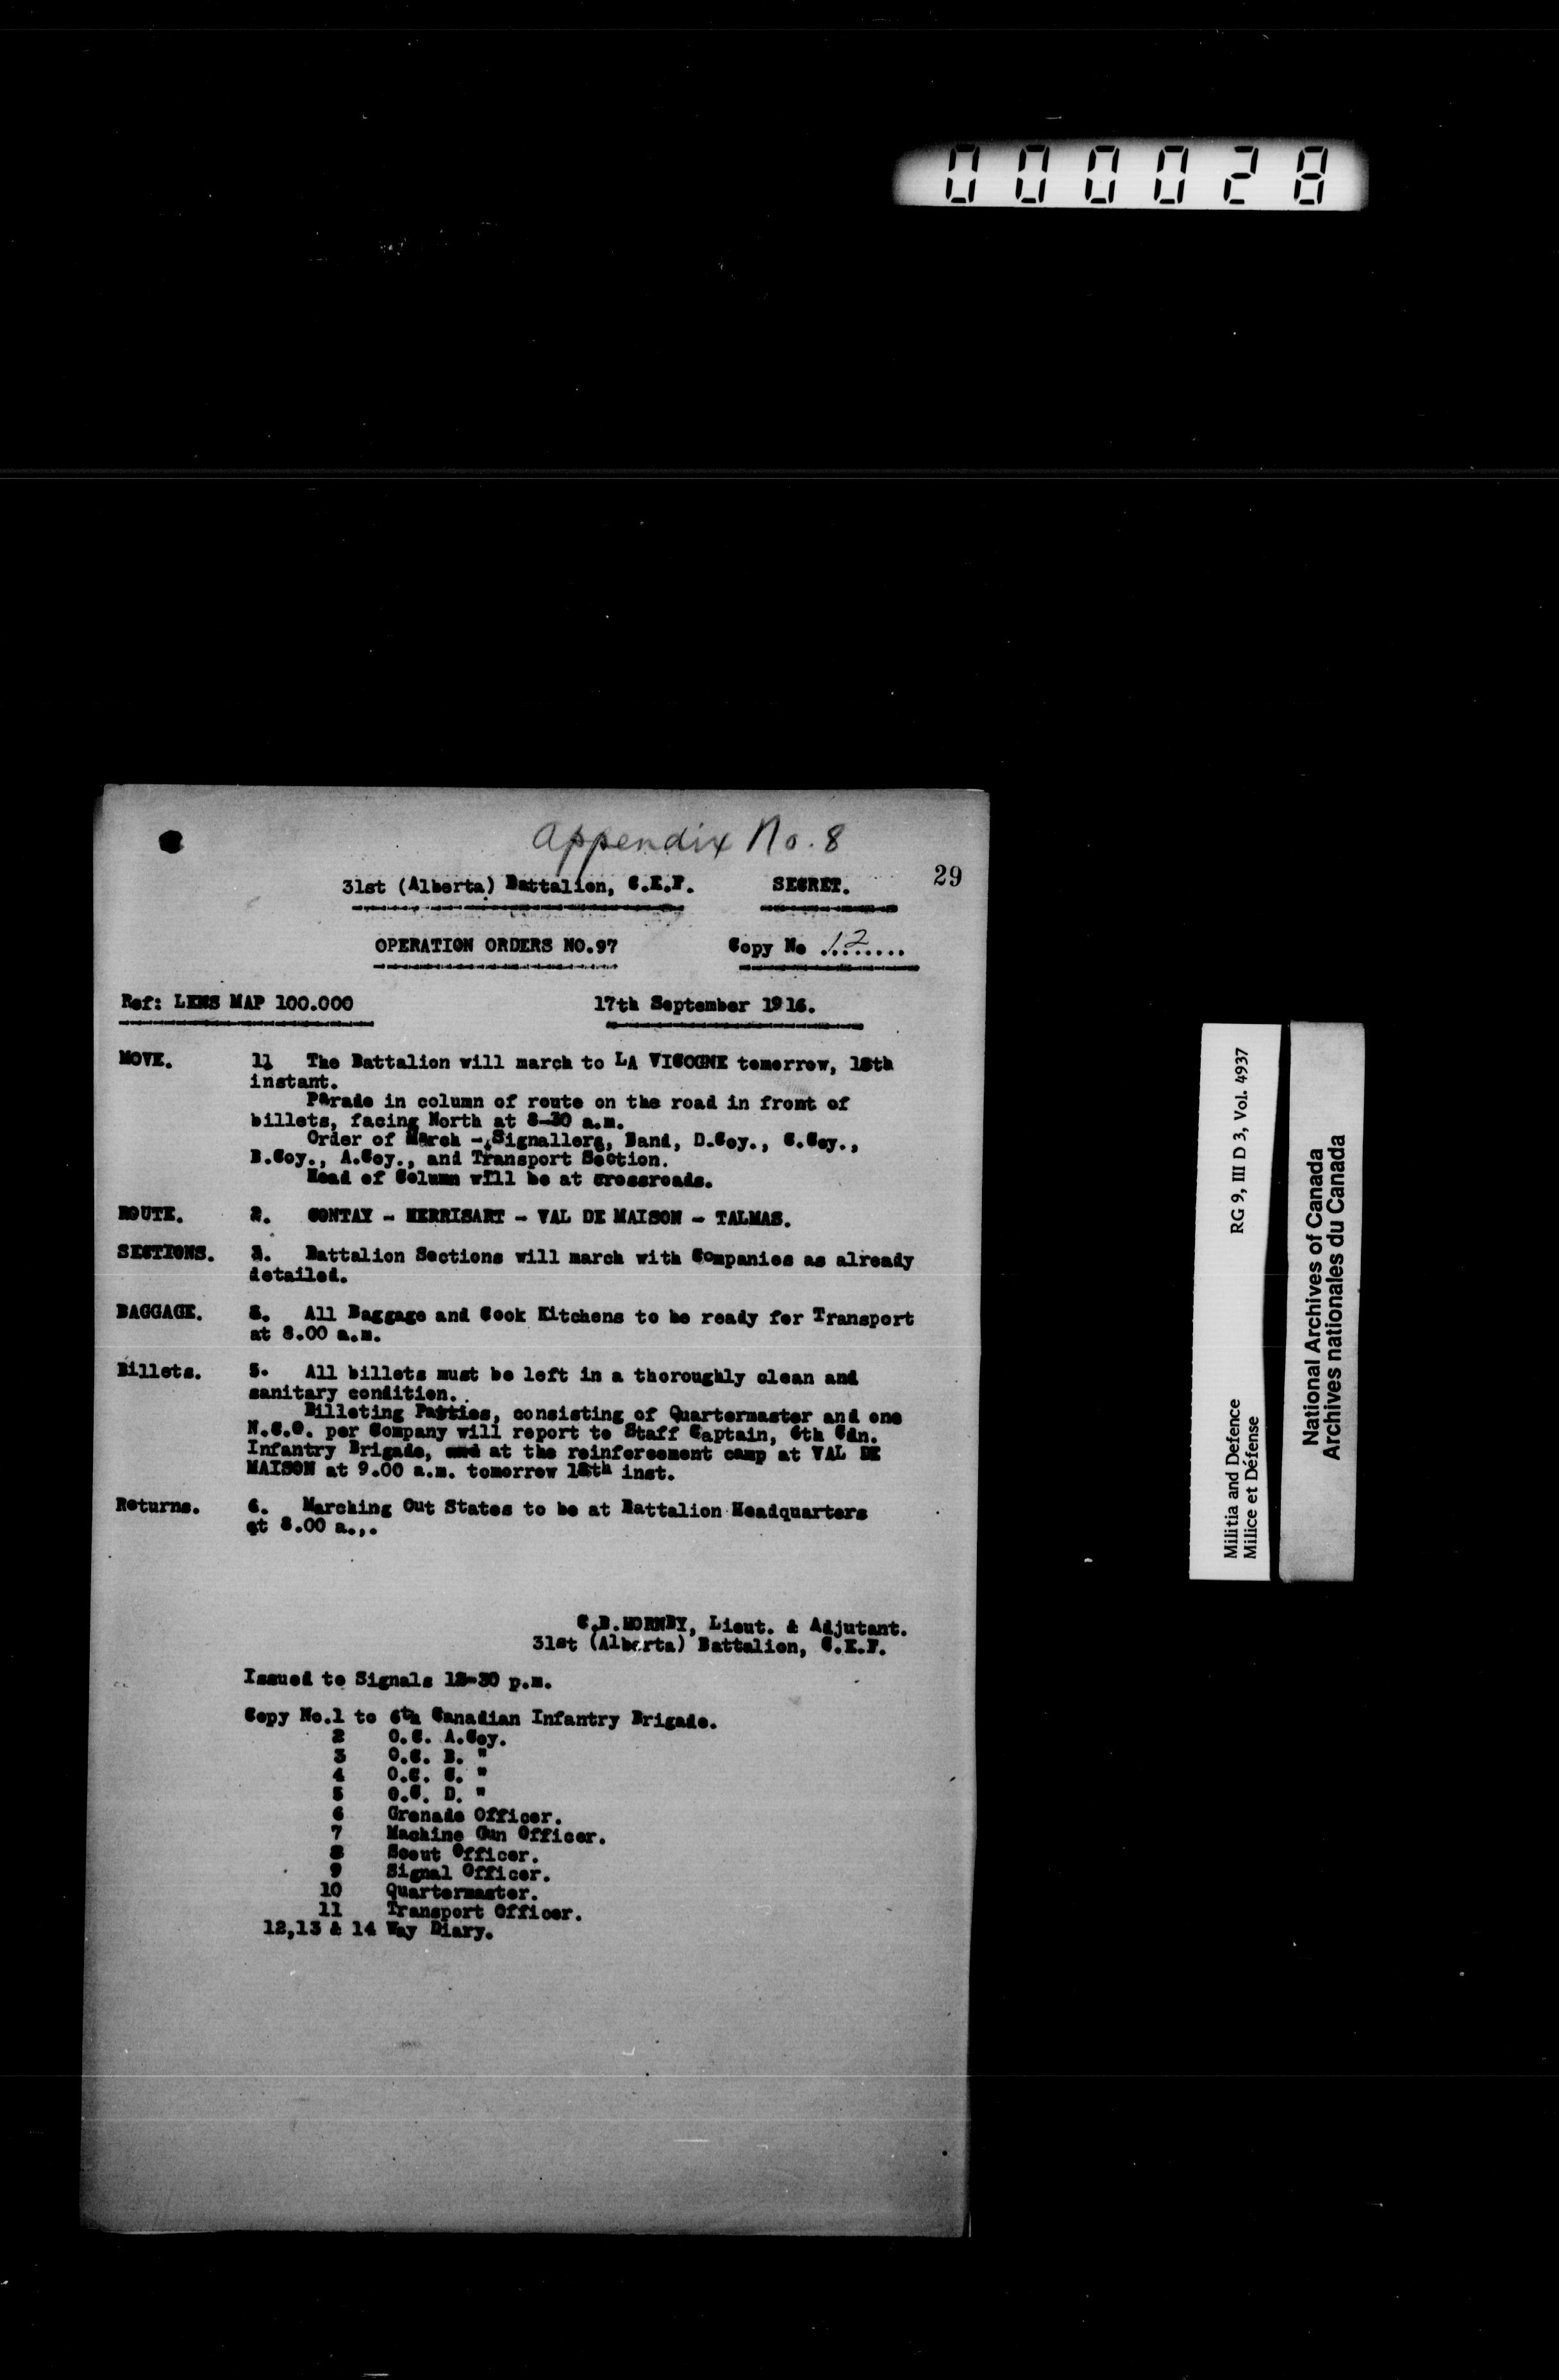 000028
Appendix No. 8
29
31st (Alberta) Battalion, C.E.F. SECRET.
OPERATION ORDERS NO.97 Copy No 12........
Ref: LENS MAP 100.000 17th September 1916.
MOVE. 11 The Battalion will march to LA VICOGNE tomorrow, 18th
instant.
Parade in column of route on the road in front of
billets, facing North at 8-30 a.m.
Order of March - Signallers, Band, D.Coy., C.Coy.,
B.Coy., A.Coy., and Transport Section.
Head of Column will be at crossroads.
ROUTE. 2. CONTAY - HERRISART - VAL DE MAISON - TALMAS.
SECTIONS. 3. Battalion Sections will march with Companies as already
detailed.
BAGGAGE. All Baggage and Cook Kitchens to be ready for Transport
at 8.00 a.m.
Billets. 5. All billets must be left in a thoroughly clean and
sanitary condition.
Billeting Parties, consisting of Quartermaster and one
N.C.O. per Company will report to Staff Captain, 6th Cdn.
Infantry Brigade, and at the reinforcement camp at VAL DE
MAISON at 9.00 a.m. tomorrow 18th inst.
Returns. 6. Marching Out States to be at Battalion Headquarters
at 8.00 a.,.
C.B.HORNBY, Lieut. & Adjutant.
31st (Alberta) Battalion, C.E.F.
Issued to Signals 12-30 p.m.
Copy No.1 to 6th Canadian Infantry Brigade.
2 O.C. A.Coy.
3 O.C. B. "
4 O.C. C. "
5 O.C. D. "
6 Grenade Officer.
7 Machine Gun Officer.
8 Scout Officer.
9 Signal Officer.
10 Quartermaster.
11 Transport Officer.
12,13 & 14 Way Diary.
Militia and Defence RG 9, III D 3, Vol. 4937
Milice et Défense
National Archives of Canada
Archives nationales du Canada